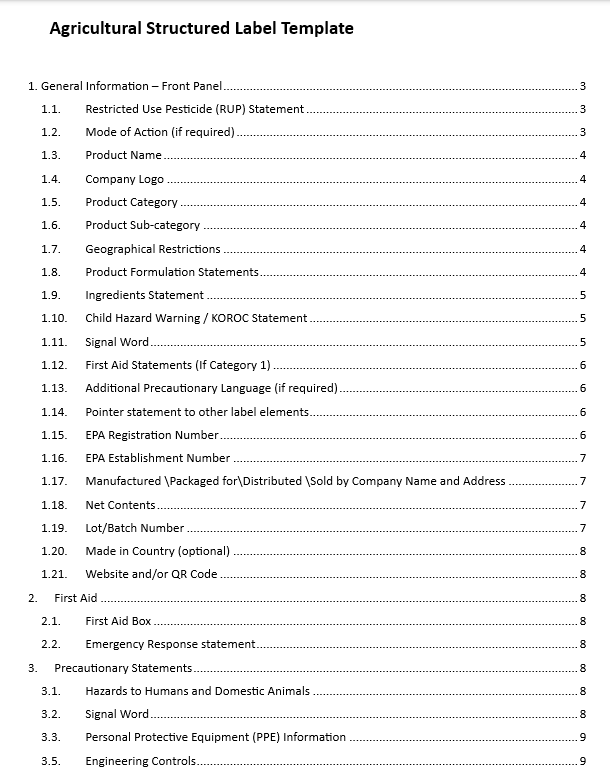 Agricultural Structured Label Template
1. General Information – Front Panel 3
1.1. Restricted Use Pesticide (RUP) Statement 3
1.2. Mode of Action (if required) 3
1.3. Product Name 4
1.4. Company Logo 4
1.5. Product Category 4
1.6. Product Sub-category 4
1.7. Geographical Restrictions 4
1.8. Product Formulation Statements 4
1.9. Ingredients Statement 5
1.10. Child Hazard Warning / KOROC Statement 5
1.11. Signal Word 5
1.12. First Aid Statements (If Category 1) 6
1.13. Additional Precautionary Language (if required) 6
1.14. Pointer statement to other label elements 6
1.15. EPA Registration Number 6
1.16. EPA Establishment Number 7
1.17. Manufactured \Packaged for\Distributed \Sold by Company Name and Address 7
1.18. Net Contents 7
1.19. Lot/Batch Number 7
1.20. Made in Country (optional) 8
1.21. Website and/or QR Code 8
2. First Aid 8
2.1. First Aid Box 8
2.2. Emergency Response statement 8
3. Precautionary Statements 8
3.1. Hazards to Humans and Domestic Animals 8
3.2. Signal Word 8
3.3. Personal Protective Equipment (PPE) Information 9
3.5. Engineering Controls 9